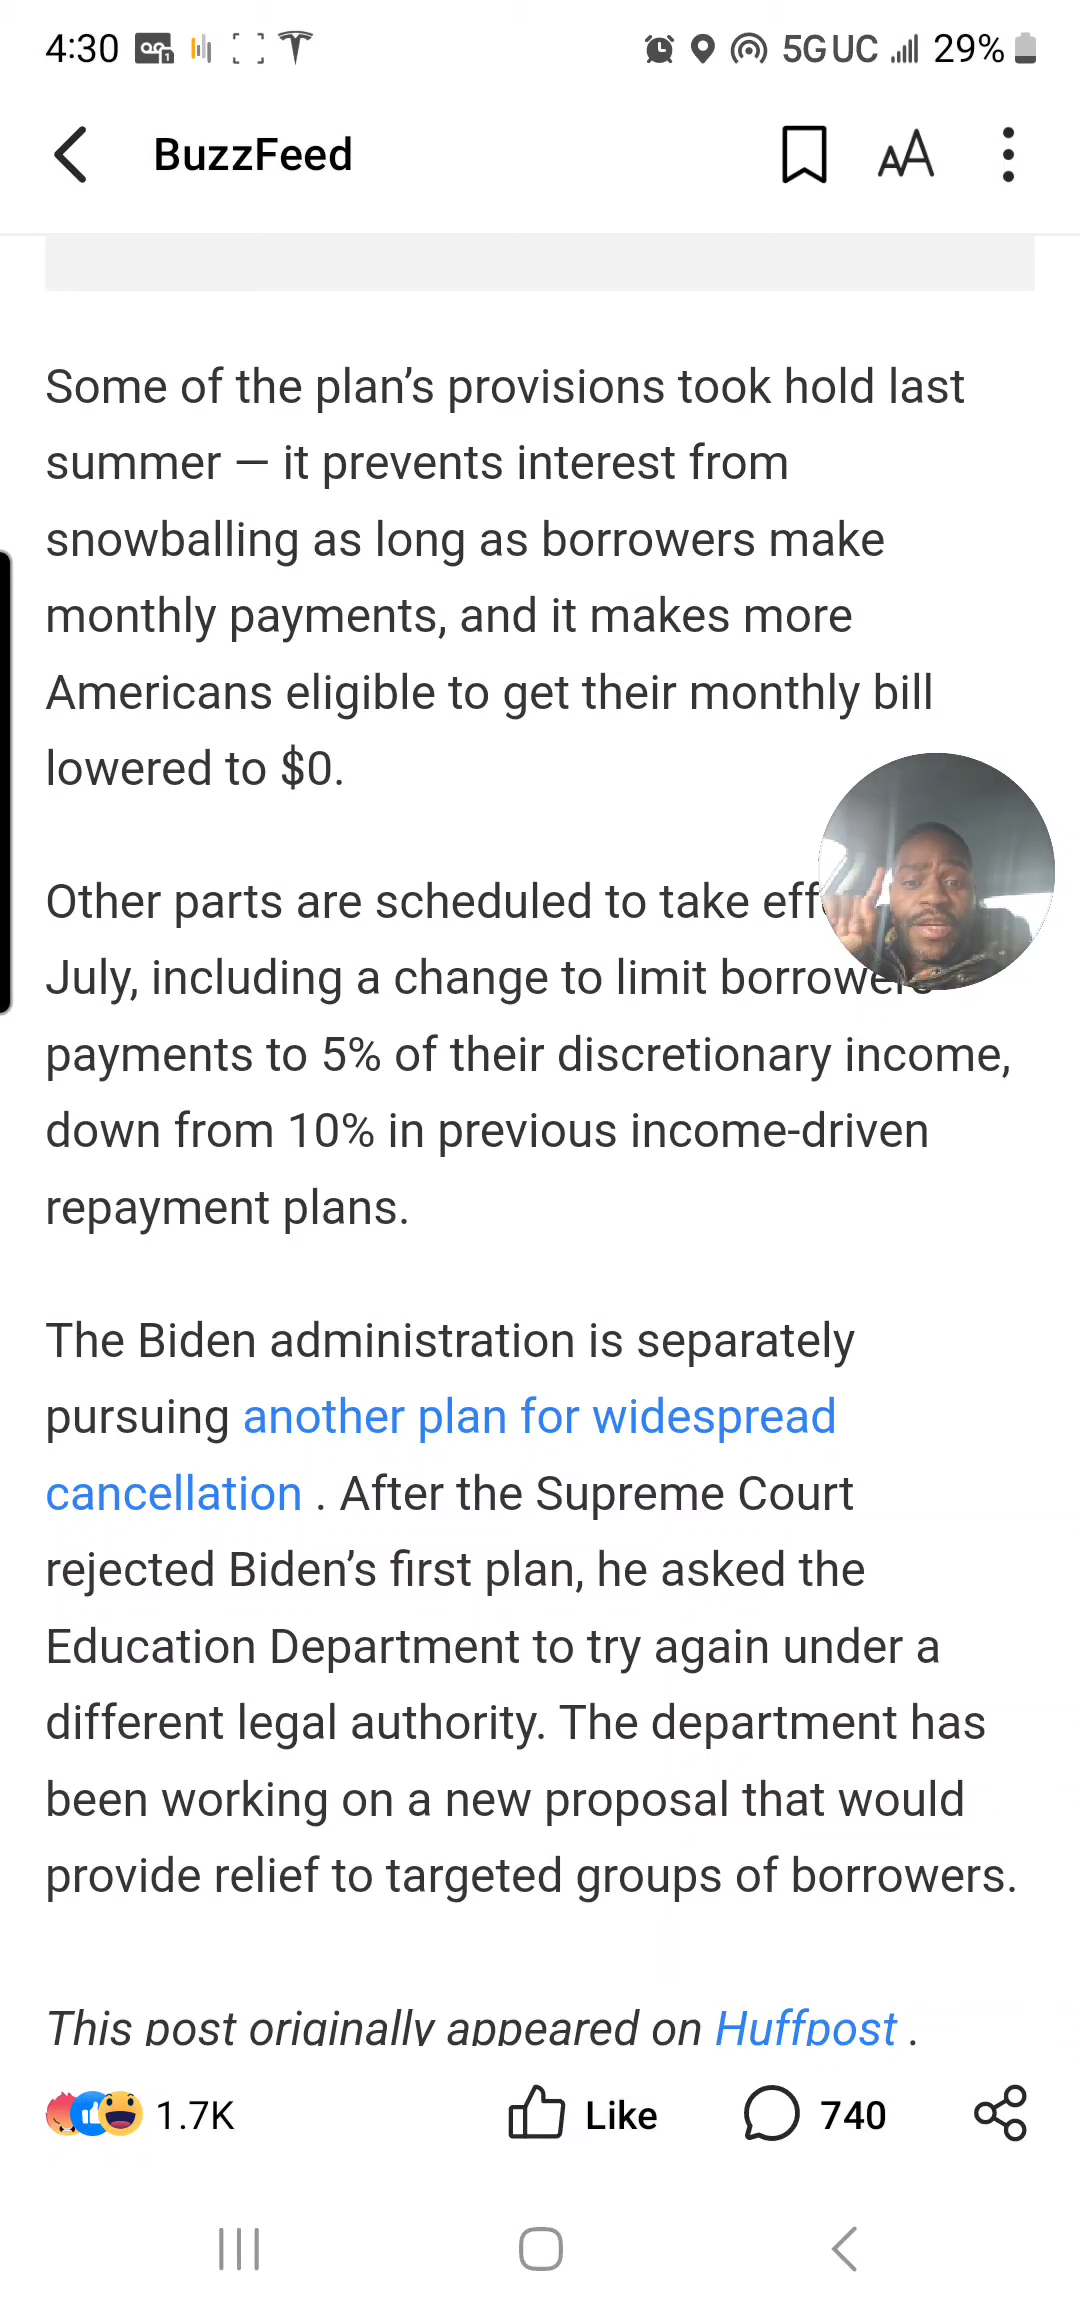 4:30 5G UC 29%
BuzzFeed AA
Some of the plan’s provisions took hold last
summer — it prevents interest from
snowballing as long as borrowers make
monthly payments, and it makes more
Americans eligible to get their monthly bill
lowered to $0.
Other parts are scheduled to take
July, including a change to limit
payments to 5% of their discretionary income,
down from 10% in previous income-driven
repayment plans.
The Biden administration is separately
pursuing another plan for widespread
cancellation . After the Supreme Court
rejected Biden’s first plan, he asked the
Education Department to try again under a
different legal authority. The department has
been working on a new proposal that would
provide relief to targeted groups of borrowers.
This post originally appeared on Huffpost .
1.7K Like 740